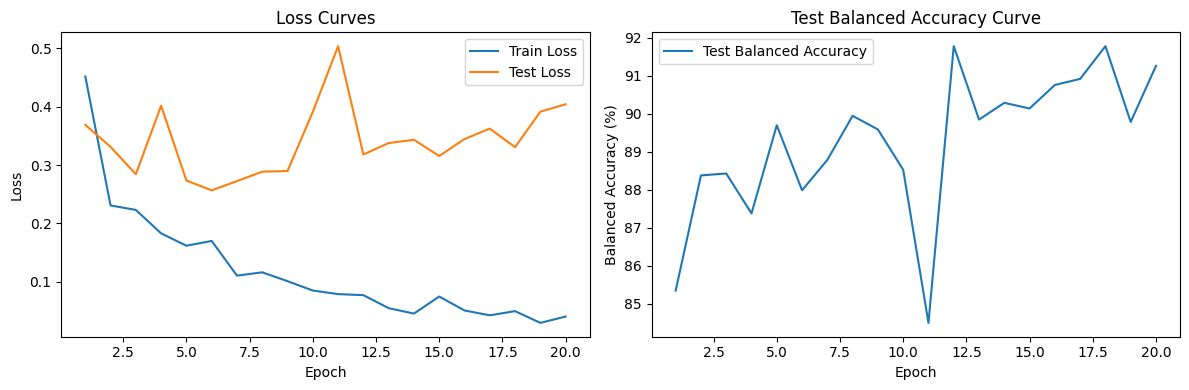 Loss Curves
Train Loss
Test Loss
0.5
0.4
0.3
0.2
0.1
Loss
2.5 5.0 7.5 10.0 12.5 15.0 17.5 20.0
Epoch
Test Balanced Accuracy Curve
Test Balanced Accuracy
92
91
90
89
88
87
86
85
Balanced Accuracy (%)
2.5 5.0 7.5 10.0 12.5 15.0 17.5 20.0
Epoch